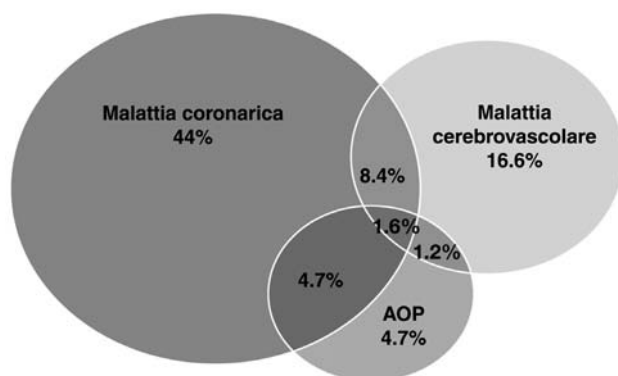 Malattia coronarica
44%
Malattia
cerebrovascolare
16.6%
8.4%
1.6%
1.2%
4.7%
AOP
4.7%